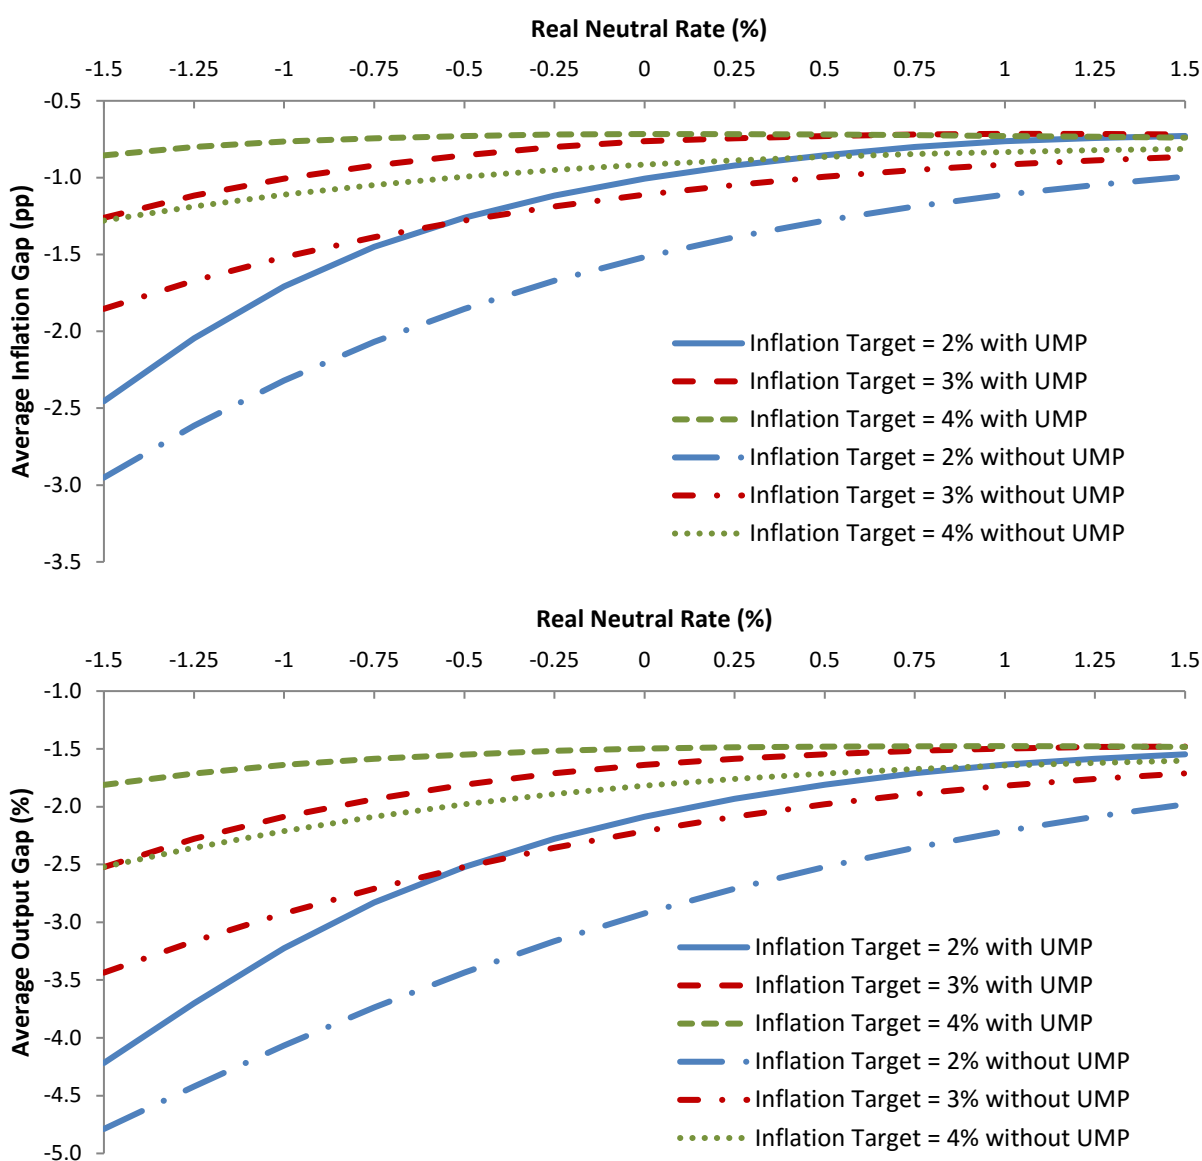 Real Neutral Rate (%)
-1.5 -1.25 -1 -0.75 -0.5 -0.25 0 0.25 0.5 0.75 1 1.25 1.5
-0.5
-1.0
-1.5
-2.0
-2.5
-3.0
-3.5
Average Inflation Gap (pp)
Inflation Target = 2% with UMP
Inflation Target = 3% with UMP
Inflation Target = 4% with UMP
Inflation Target = 2% without UMP
Inflation Target = 3% without UMP
Inflation Target = 4% without UMP
Real Neutral Rate (%)
-1.5 -1.25 -1 -0.75 -0.5 -0.25 0 0.25 0.5 0.75 1 1.25 1.5
-1.0
-1.5
-2.0
-2.5
-3.0
-3.5
-4.0
-4.5
-5.0
Average Output Gap (%)
Inflation Target = 2% with UMP
Inflation Target = 3% with UMP
Inflation Target = 4% with UMP
Inflation Target = 2% without UMP
Inflation Target = 3% without UMP
Inflation Target = 4% without UMP